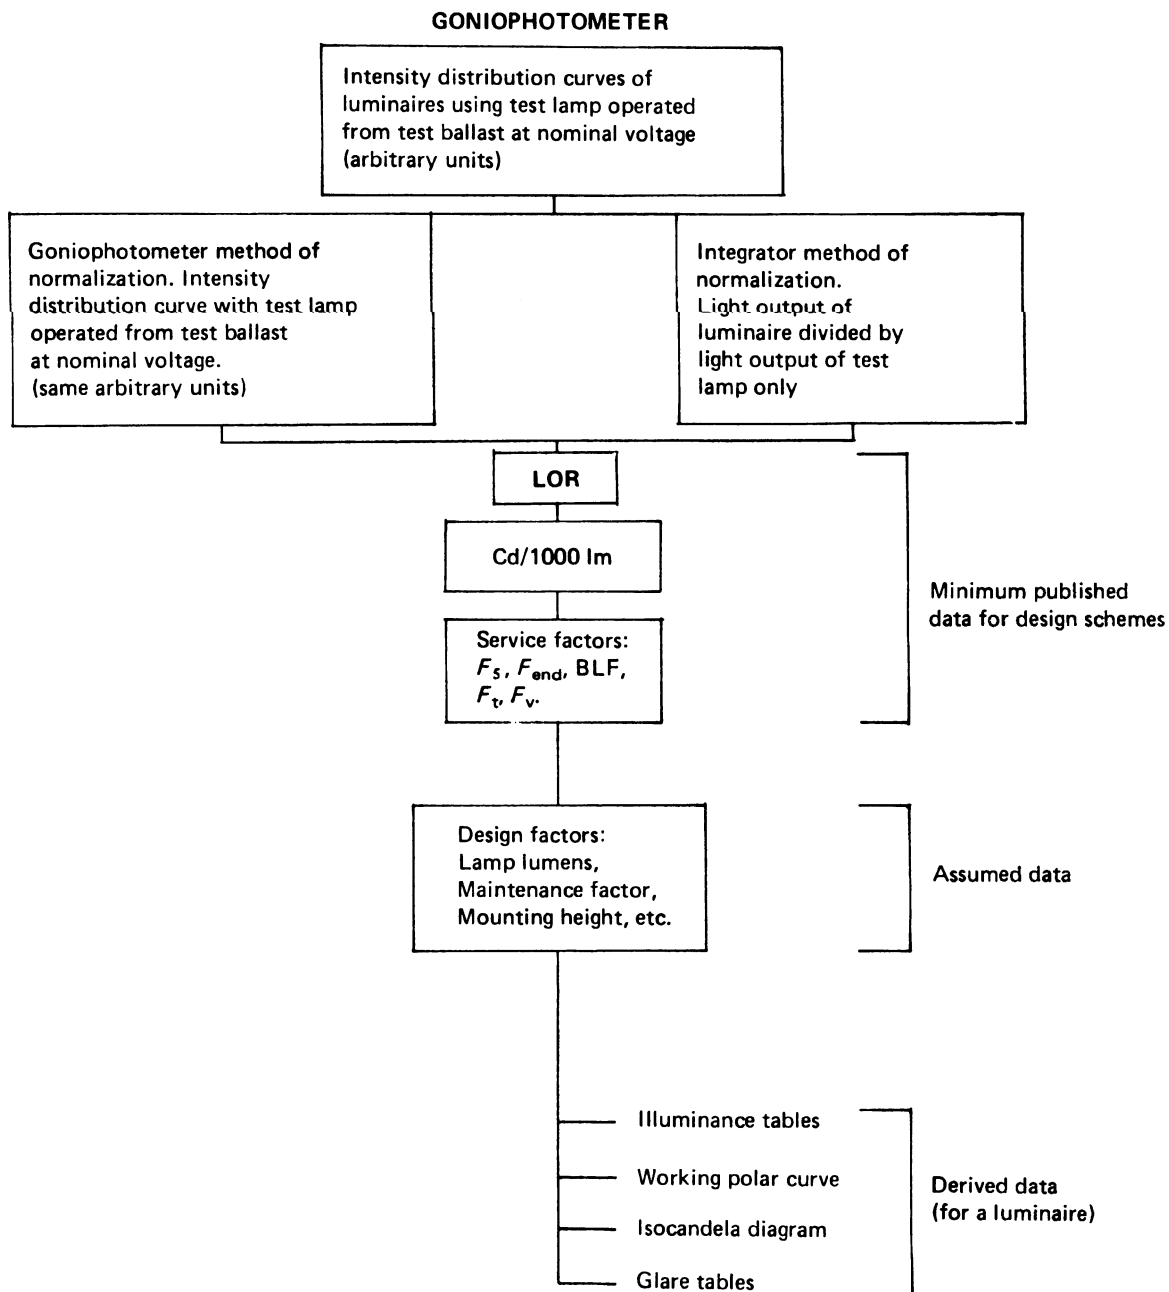 GONIOPHOTOMETER
Intensity distribution curves of
luminaires using test lamp operated
from test ballast at nominal voltage
(arbitrary units)
Goniophotometer method of
normalization. Intensity
distribution curve with test lamp
operated from test ballast
at nominal voltage.
(same arbitrary units)
Integrator method of
normalization.
Light output of
luminaire divided by
light output of test
lamp only
LOR
Cd/1000 lm
Service factors:
F_s, F_end, BLF,
F_t, F_v.
Minimum published
data for design schemes
Design factors:
Lamp lumens,
Maintenance factor,
Mounting height, etc.
Assumed data
Illuminance tables
Working polar curve
Isocandela diagram
Glare tables
Derived data
(for a luminaire)